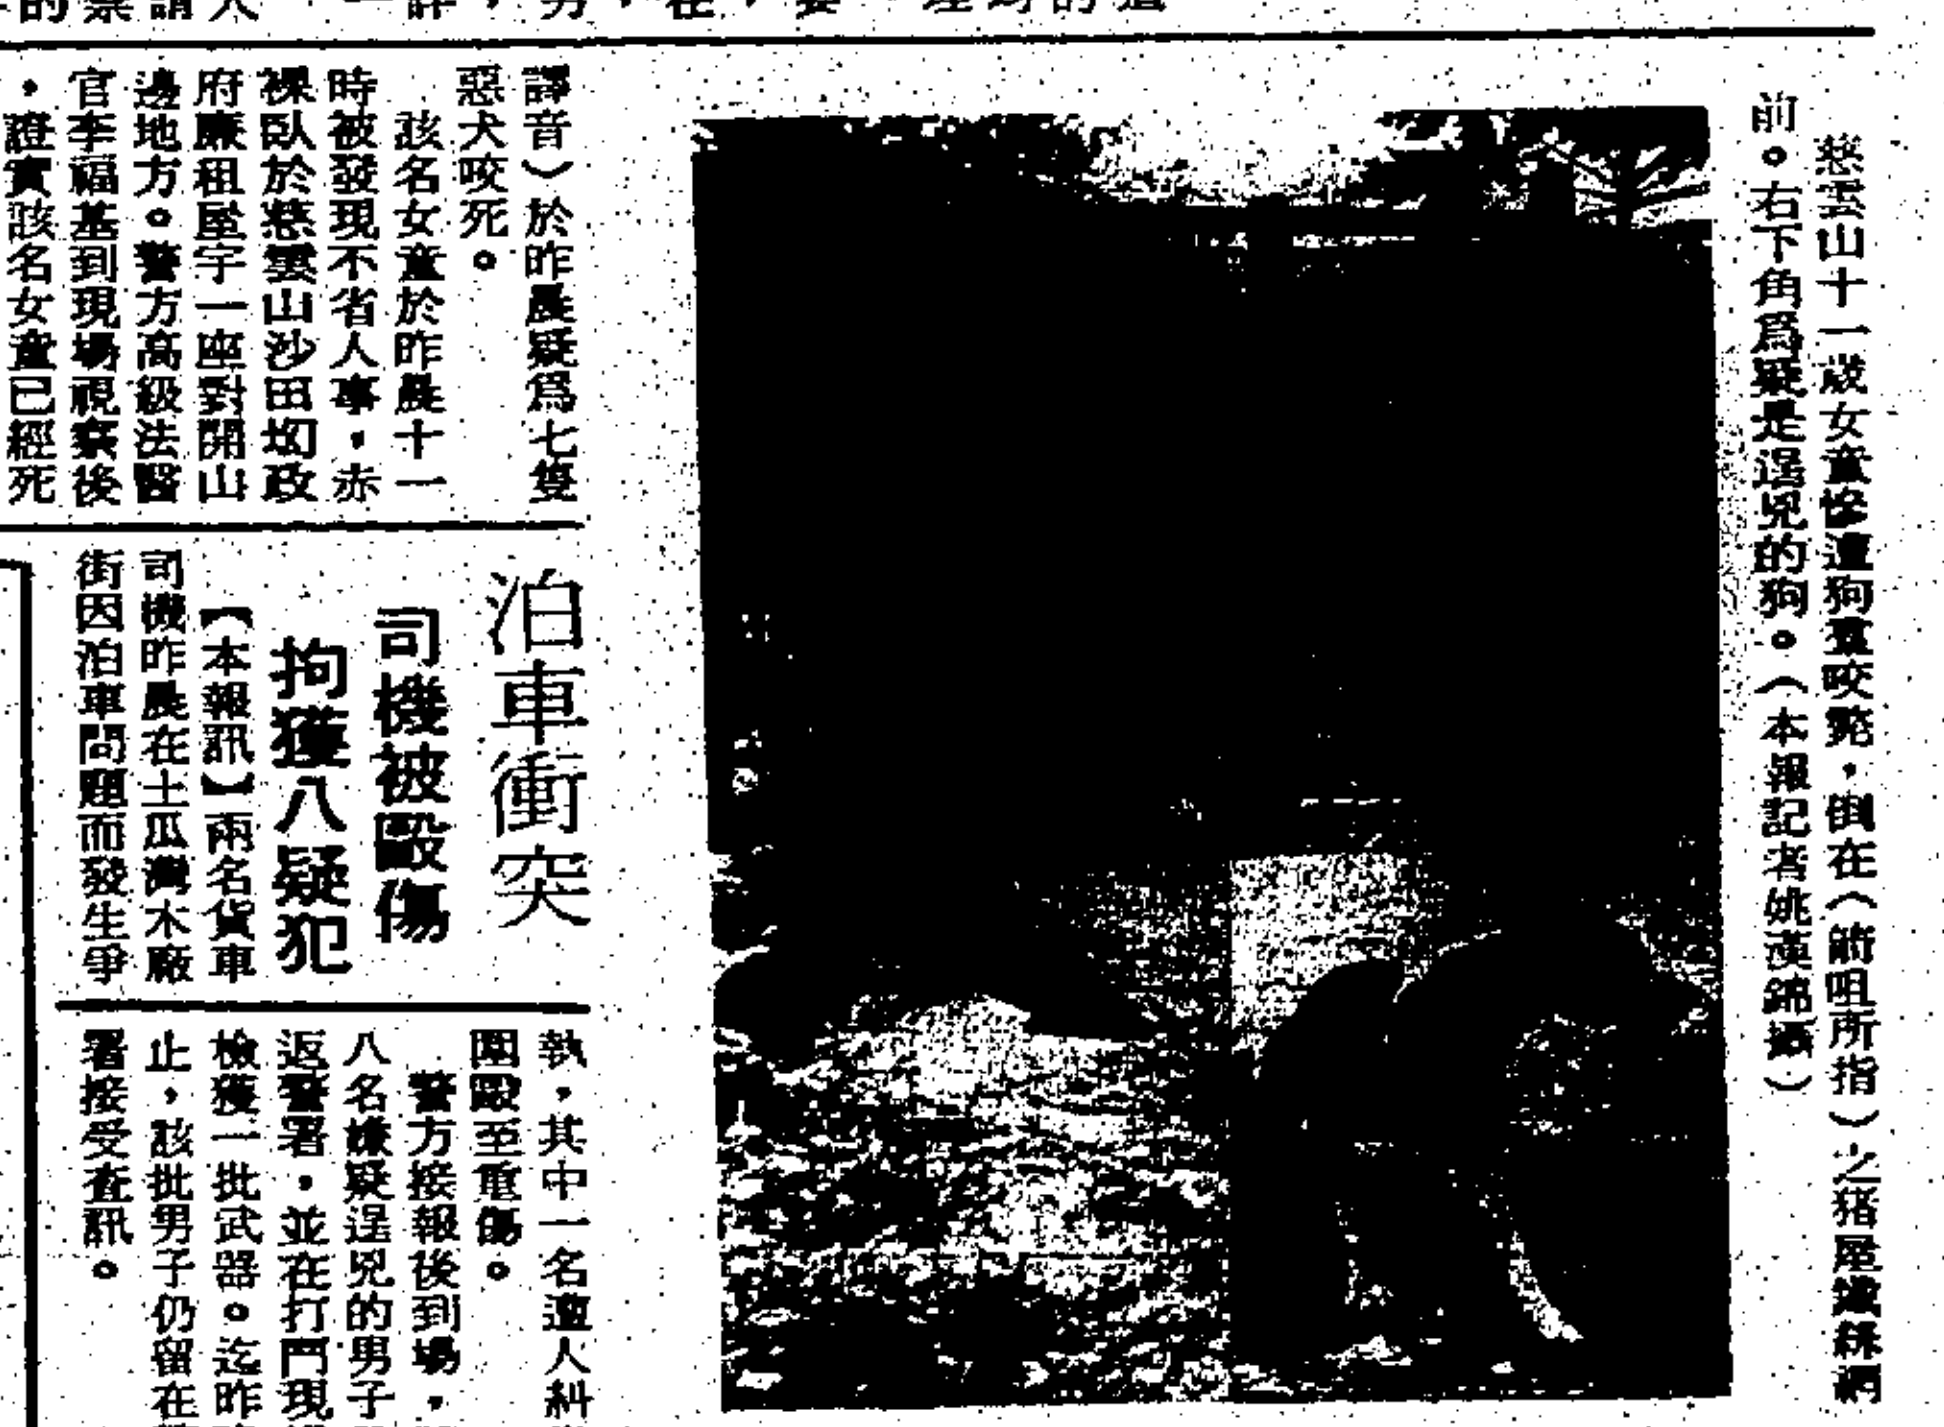 慈雲山十一歲女童慘遭狗羣咬斃，倒在（箭咀所指）之猪屋鐵絲網
前。右下角爲疑是逞兇的狗。（本報記者姚漢錦攝）
譯音）於昨晨疑爲七隻
惡犬咬死。
該名女童於昨晨十一
時被發現不省人事，赤
裸臥於慈雲山沙田坳政
府廉租屋宇一座對開山
邊地方。警方高級法醫
官李福基到現場視察後
，證實該名女童已經死
泊車衝突
司機被毆傷
拘獲八疑犯
【本報訊】兩名貨車
司機昨晨在土瓜灣木廠
街因泊車問題而發生爭
執，其中一名遭人糾
圍毆至重傷。
警方接報後到場，
八名嫌疑逞兇的男子
返警署，並在打鬥現
檢獲一批武器。迄昨
止，該批男子仍留在
署接受査訊。